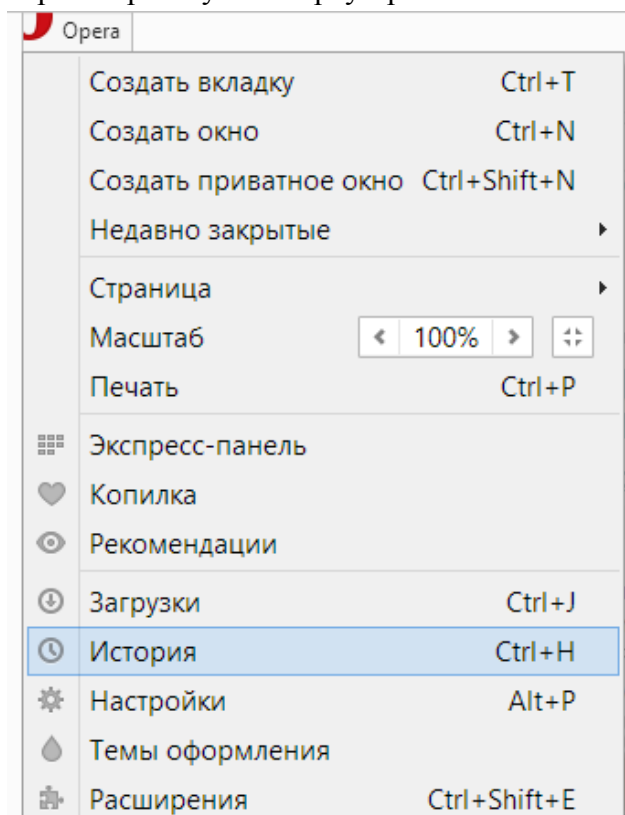 Opera
Создать вкладку Ctrl+T
Создать окно Ctrl+N
Создать приватное окно Ctrl+Shift+N
Недавно закрытые
Страница
Масштаб 100%
Печать Ctrl+P
Экспресс-панель
Копилка
Рекомендации
Загрузки Ctrl+J
История Ctrl+H
Настройки Alt+P
Темы оформления
Расширения Ctrl+Shift+E